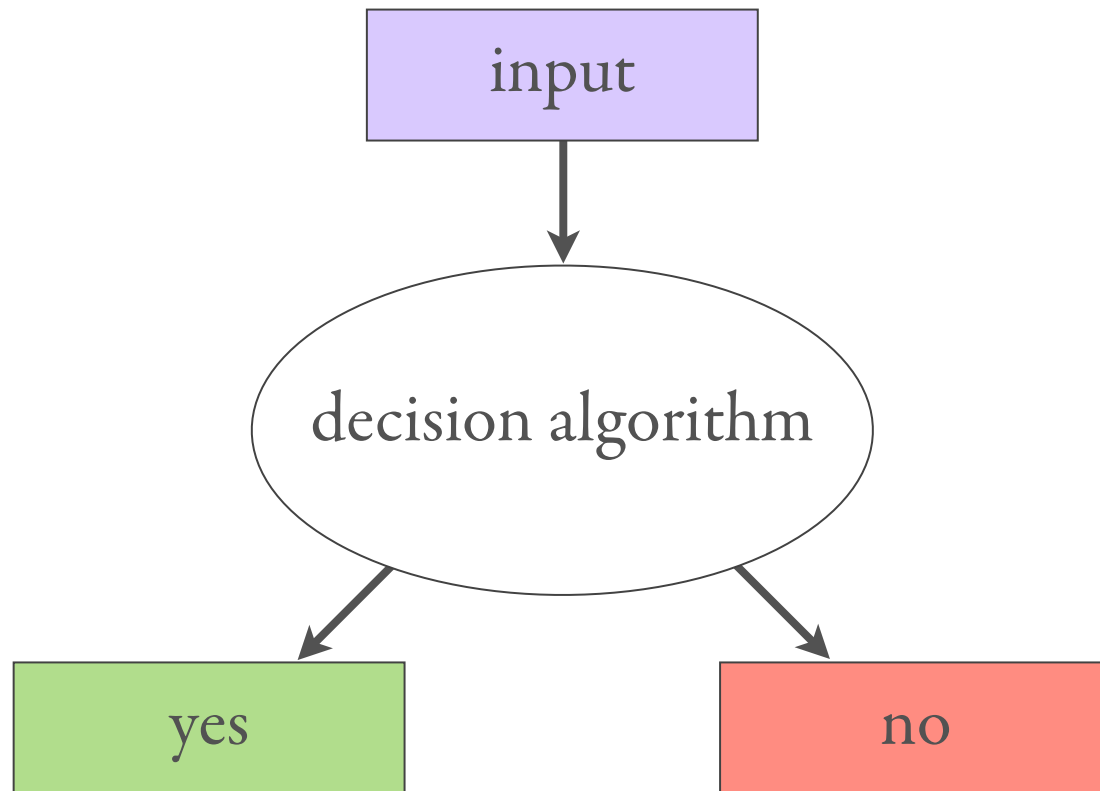 input
decision algorithm
yes
no